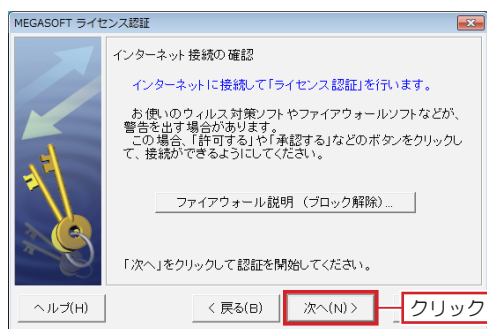 MEGASOFT ライセンス認証
インターネット接続の確認
インターネットに接続して「ライセンス認証」を行います。
お使いのウィルス対策ソフトやファイアウォールソフトなどが、
警告を出す場合があります。
この場合、「許可する」や「承認する」などのボタンをクリックし
て、接続ができるようにしてください。
ファイアウォール説明 (ブロック解除)...
「次へ」をクリックして認証を開始してください。
ヘルプ(H)
< 戻る(B)
次へ(N) >
クリック